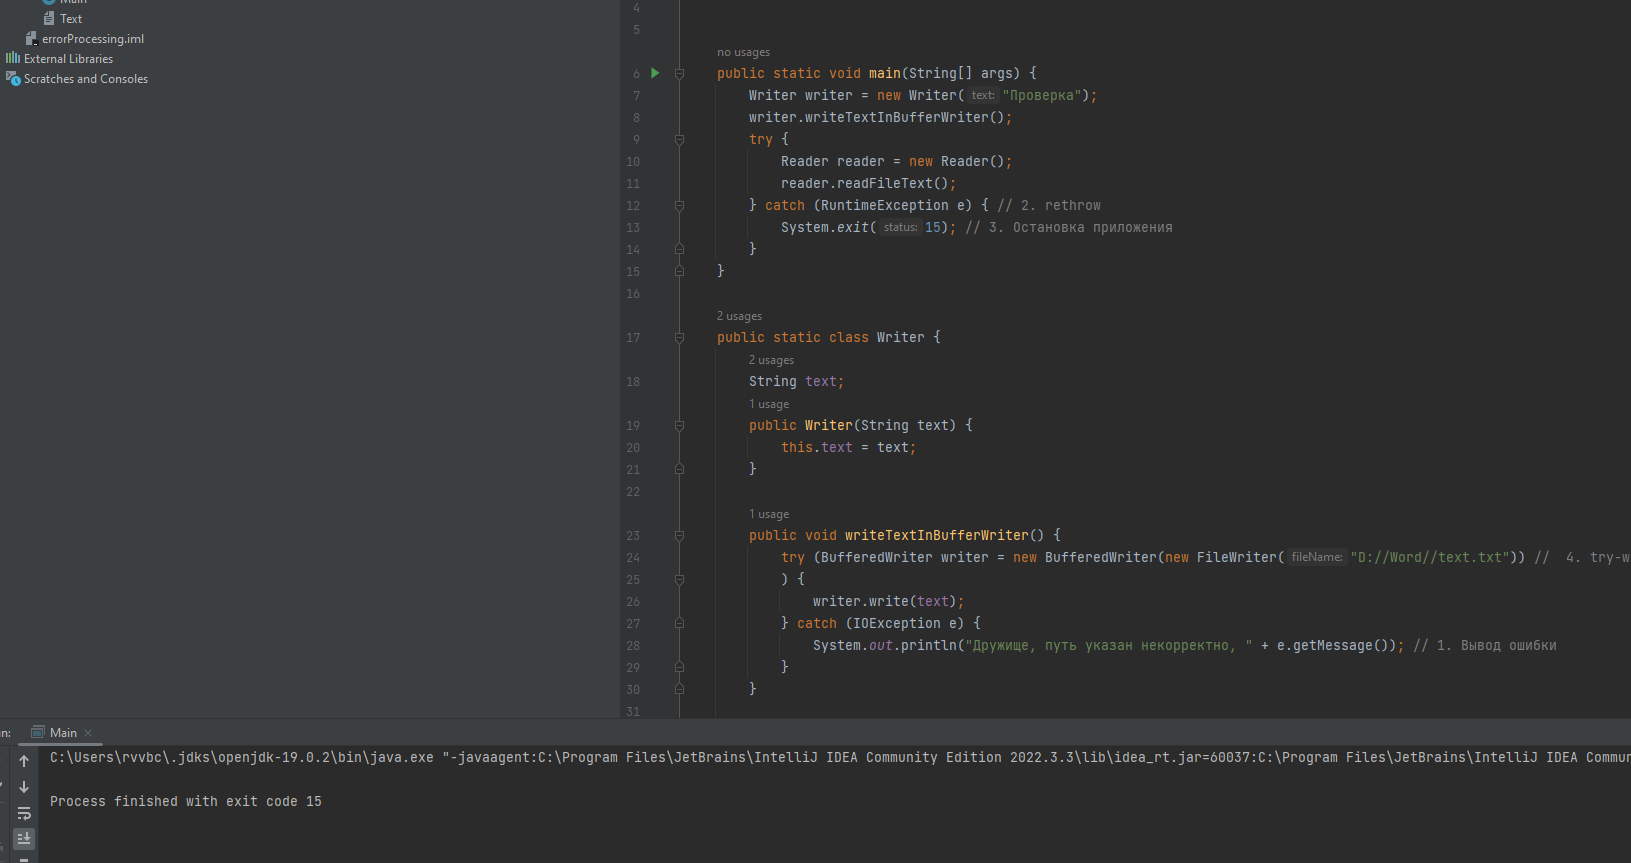 Main
Text
errorProcessing.iml
External Libraries
Scratches and Consoles
4
5
no usages
6 public static void main(String[] args) {
7 Writer writer = new Writer( text: "Проверка");
8 writer.writeTextInBufferWriter();
9 try {
10 Reader reader = new Reader();
11 reader.readFileText();
12 } catch (RuntimeException e) { // 2. rethrow
13 System.exit( status: 15); // 3. Остановка приложения
14 }
15 }
16
2 usages
17 public static class Writer {
2 usages
18 String text;
1 usage
19 public Writer(String text) {
20 this.text = text;
21 }
22
1 usage
23 public void writeTextInBufferWriter() {
24 try (BufferedWriter writer = new BufferedWriter(new FileWriter( fileName: "D://Word//text.txt")) // 4. try-w
25 ) {
26 writer.write(text);
27 } catch (IOException e) {
28 System.out.println("Дружище, путь указан некорректно, " + e.getMessage()); // 1. Вывод ошибки
29 }
30 }
31
n: Main
C:\Users\rvvbc\.jdks\openjdk-19.0.2\bin\java.exe "-javaagent:C:\Program Files\JetBrains\IntelliJ IDEA Community Edition 2022.3.3\lib\idea_rt.jar=60037:C:\Program Files\JetBrains\IntelliJ IDEA Commun
Process finished with exit code 15